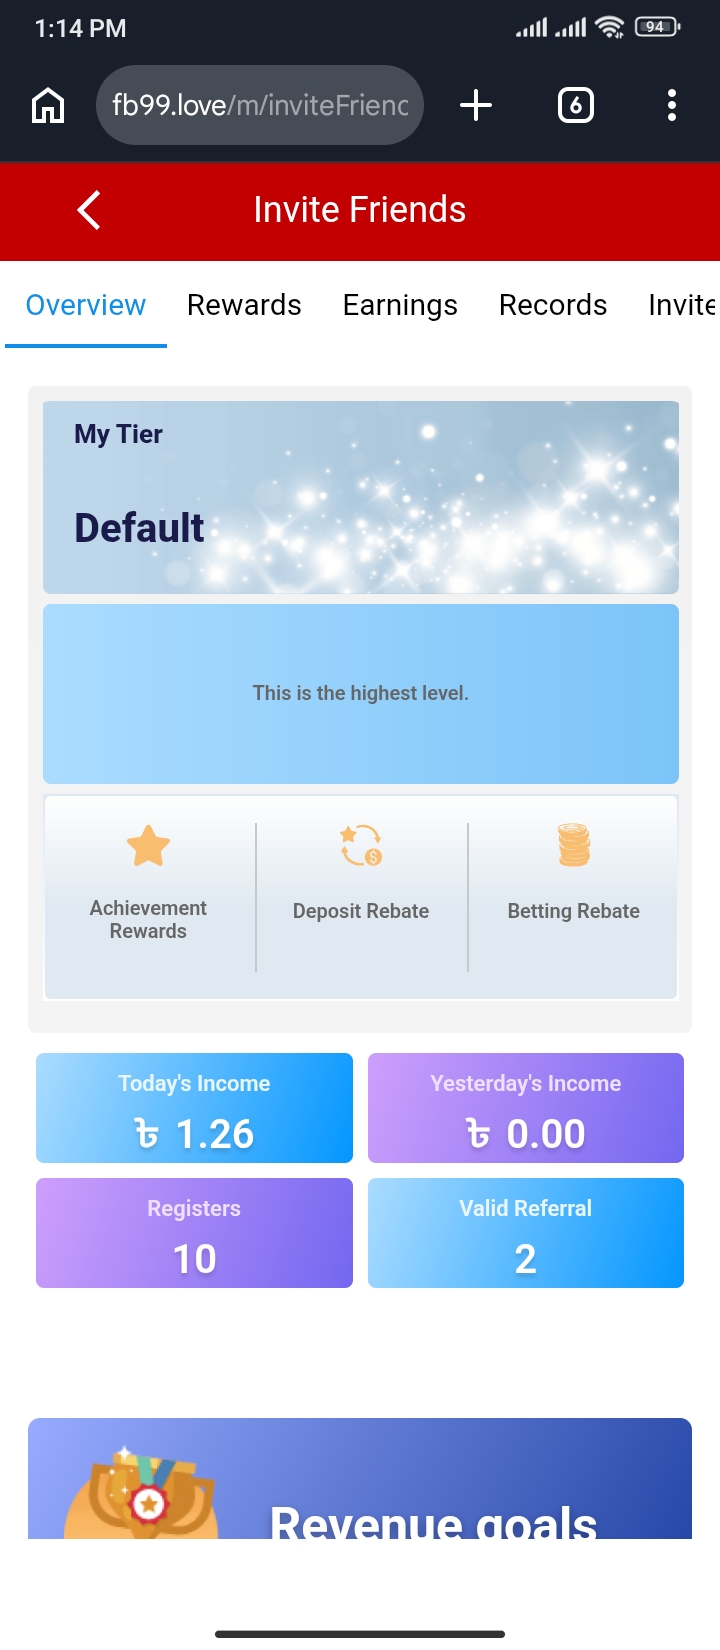 1:14 PM
94
fb99.love/m/inviteFriend
6
Invite Friends
Overview Rewards Earnings Records Invite
My Tier
Default
This is the highest level.
Achievement
Rewards
Deposit Rebate
Betting Rebate
Today's Income
৳ 1.26
Yesterday's Income
৳ 0.00
Registers
10
Valid Referral
2
Revenue goals